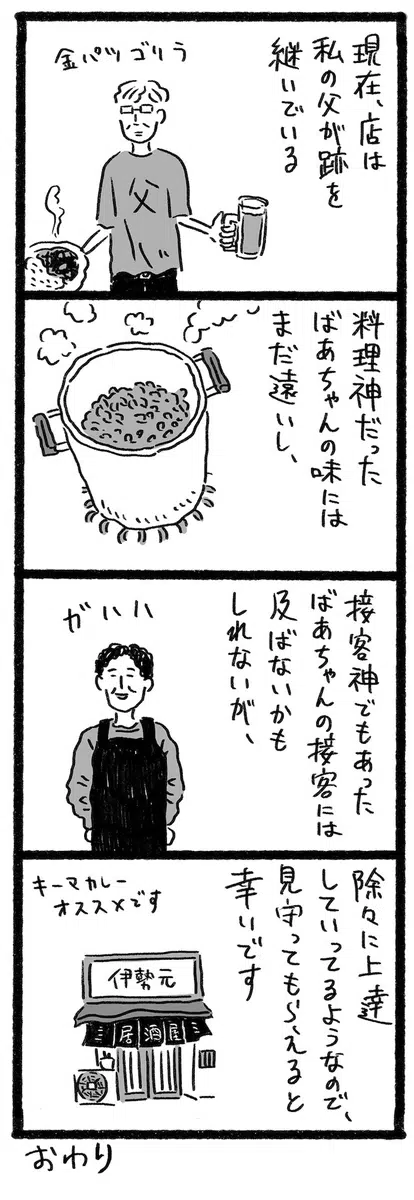 現在、店は
私の父が跡を
継いでいる
金パツゴリラ
父
料理神だった
ばあちゃんの味には
まだ遠いし、
接客神でもあった
ばあちゃんの接客には
及ばないかも
しれないが、
ガハハハ
除々に上達
していってるようなので、
見守ってもらえると
幸いです
キーマカレー
オススメです
伊勢元
居酒屋
おわり